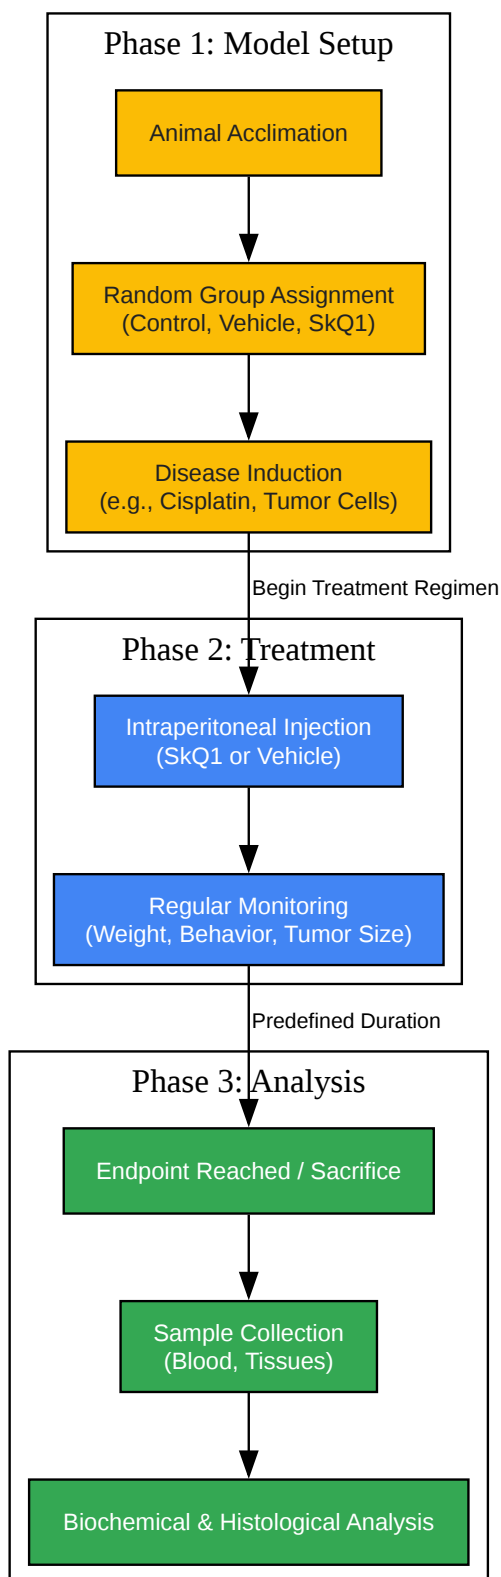 Phase 1: Model Setup
Animal Acclimation
Random Group Assignment
(Control, Vehicle, SkQ1)
Disease Induction
(e.g., Cisplatin, Tumor Cells)
Begin Treatment Regimen
Phase 2: Treatment
Intraperitoneal Injection
(SkQ1 or Vehicle)
Regular Monitoring
(Weight, Behavior, Tumor Size)
Predefined Duration
Phase 3: Analysis
Endpoint Reached / Sacrifice
Sample Collection
(Blood, Tissues)
Biochemical & Histological Analysis